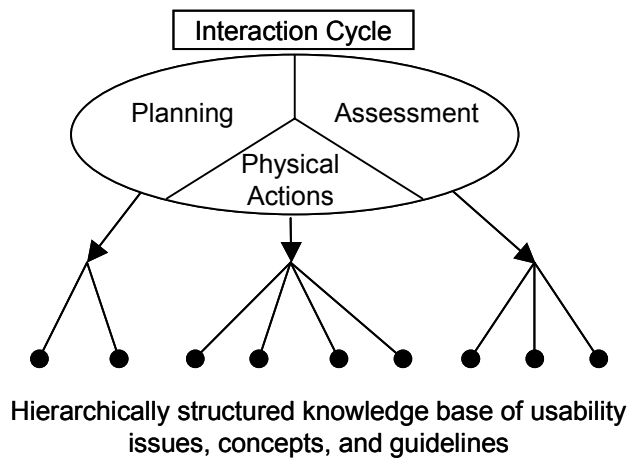 Interaction Cycle
Planning
Assessment
Physical
Actions
Hierarchically structured knowledge base of usability
issues, concepts, and guidelines